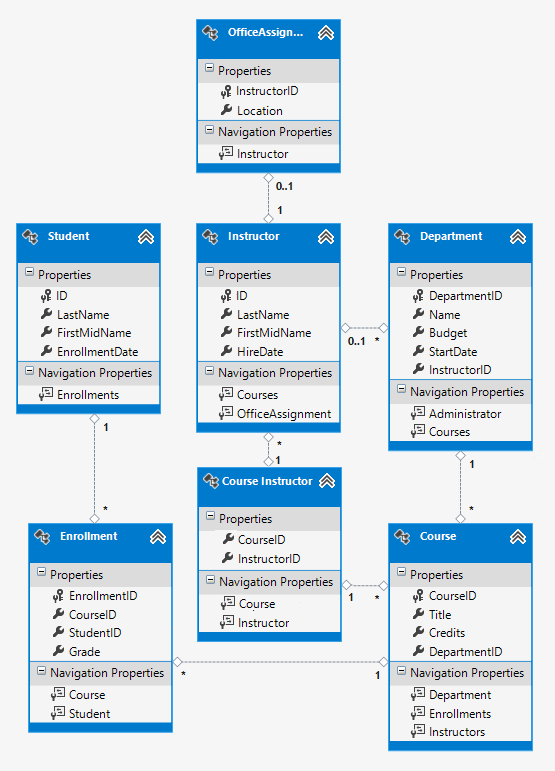 OfficeAssign...
Properties
InstructorID
Location
Navigation Properties
Instructor
0..1
1
Student
Properties
ID
LastName
FirstMidName
EnrollmentDate
Navigation Properties
Enrollments
Instructor
Properties
ID
LastName
FirstMidName
HireDate
Navigation Properties
Courses
OfficeAssignment
0..1
*
Department
Properties
DepartmentID
Name
Budget
StartDate
InstructorID
Navigation Properties
Administrator
Courses
1
*
*
1
1
*
Course Instructor
Properties
CourseID
InstructorID
Navigation Properties
Course
Instructor
1
*
Enrollment
Properties
EnrollmentID
CourseID
StudentID
Grade
Navigation Properties
Course
Student
*
1
Course
Properties
CourseID
Title
Credits
DepartmentID
Navigation Properties
Department
Enrollments
Instructors